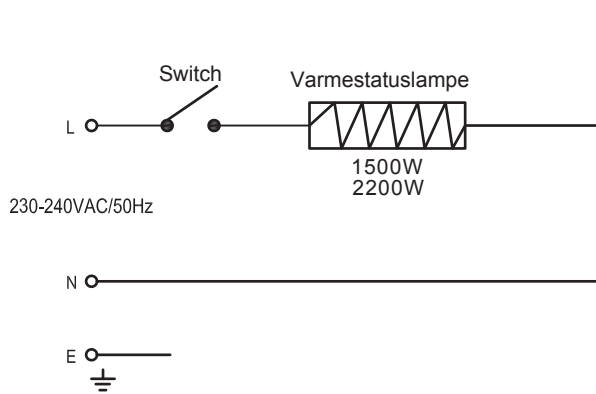 Switch
Varmestatuslampe
L
1500W
2200W
230-240VAC/50Hz
N
E